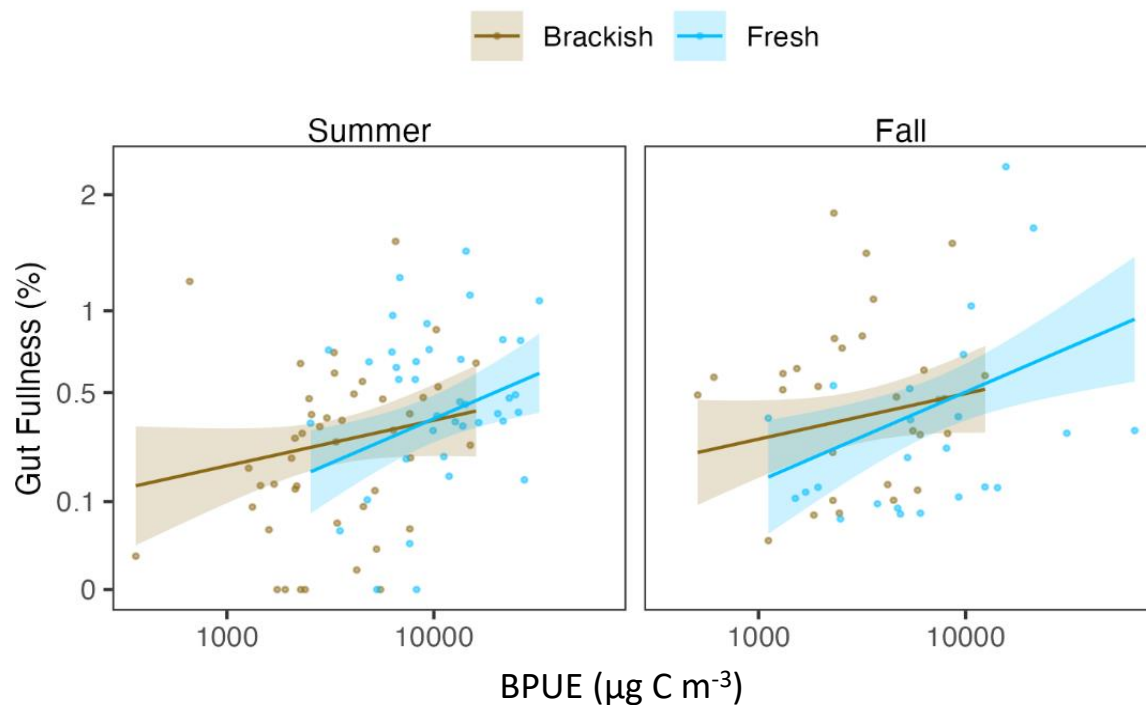 Brackish Fresh
Summer Fall
Gut Fullness (%)
2
1
0.5
0.1
0
1000 10000 1000 10000
BPUE (µg C m⁻³)